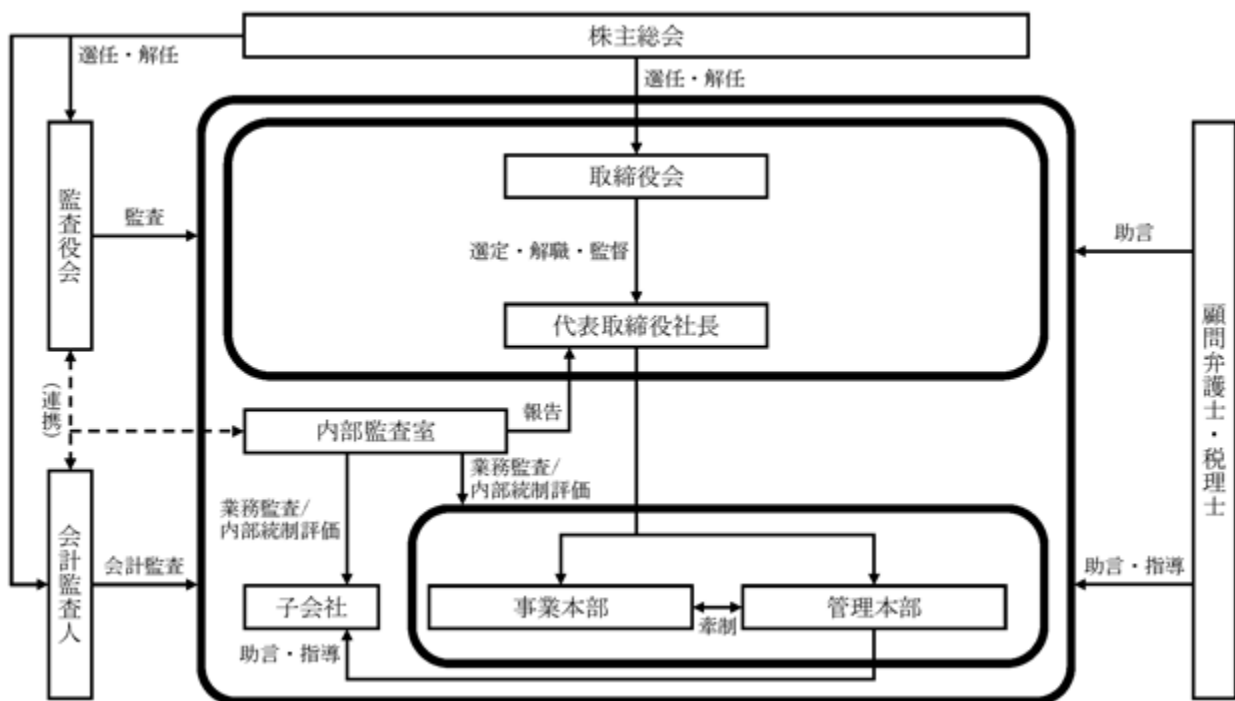 株主総会
選任・解任
選任・解任
取締役会
監査役会
監査
選定・解職・監督
助言
代表取締役社長
顧問弁護士・税理士
（連携）
内部監査室
報告
業務監査/
内部統制評価
業務監査/
内部統制評価
会計監査人
会計監査
助言・指導
子会社
事業本部
牽制
管理本部
助言・指導